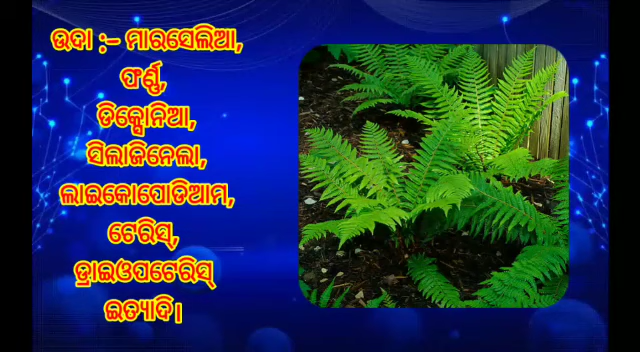 ଉଦା :– ମାରସେଲିଆ,
ଫର୍ଣ୍ଣ,
ଡିକ୍ସୋନିଆ,
ସିଲାଜିନେଲା,
ଲାଇକୋପୋଡିଆମ,
ଟେରିସ୍,
ଡ୍ରାଇଓପଟେରିସ୍
ଇତ୍ୟାଦି।